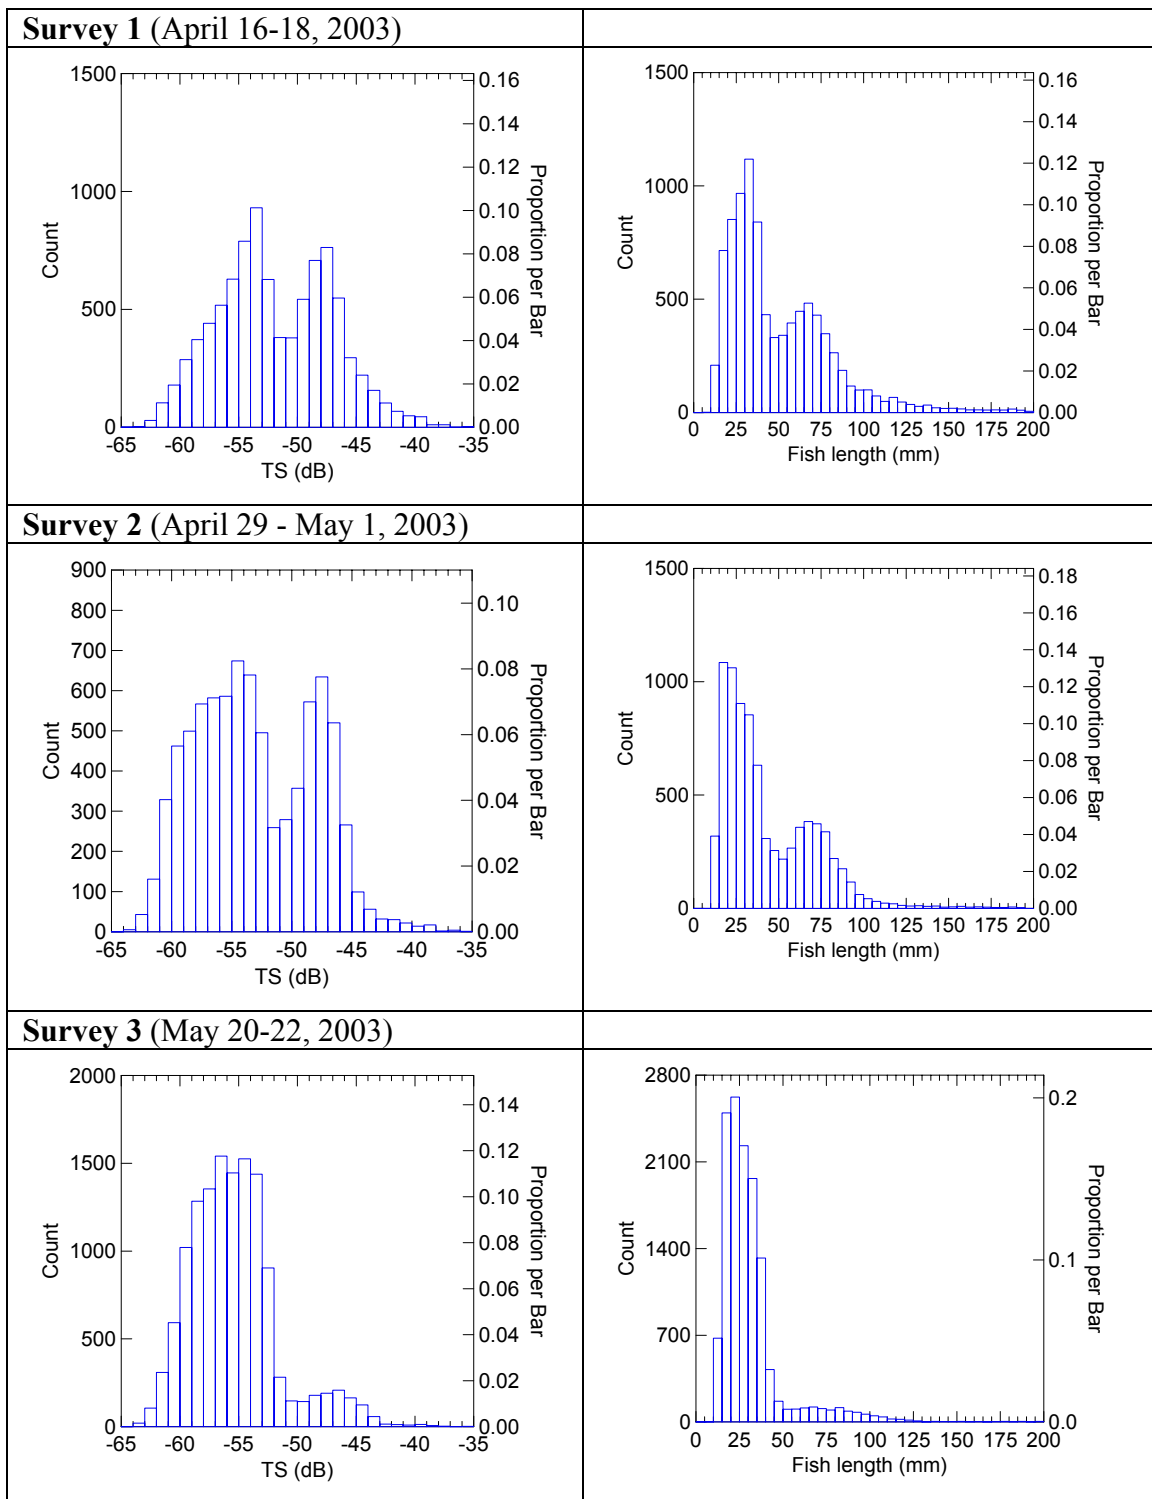 Survey 1 (April 16-18, 2003)
1500
1000
500
0
Count
0.16
0.14
0.12
0.10
0.08
0.06
0.04
0.02
0.00
Proportion per Bar
-65 -60 -55 -50 -45 -40 -35
TS (dB)
1500
1000
500
0
Count
0.16
0.14
0.12
0.10
0.08
0.06
0.04
0.02
0.00
Proportion per Bar
0 25 50 75 100 125 150 175 200
Fish length (mm)
Survey 2 (April 29 - May 1, 2003)
900
800
700
600
500
400
300
200
100
0
Count
0.10
0.08
0.06
0.04
0.02
0.00
Proportion per Bar
-65 -60 -55 -50 -45 -40 -35
TS (dB)
1500
1000
500
0
Count
0.18
0.16
0.14
0.12
0.10
0.08
0.06
0.04
0.02
0.00
Proportion per Bar
0 25 50 75 100 125 150 175 200
Fish length (mm)
Survey 3 (May 20-22, 2003)
2000
1500
1000
500
0
Count
0.14
0.12
0.10
0.08
0.06
0.04
0.02
0.00
Proportion per Bar
-65 -60 -55 -50 -45 -40 -35
TS (dB)
2800
2100
1400
700
0
Count
0.2
0.1
0.0
Proportion per Bar
0 25 50 75 100 125 150 175 200
Fish length (mm)